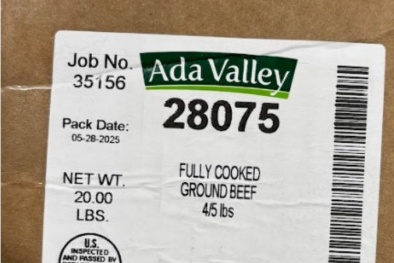 Job No.
35156
Ada Valley
28075
Pack Date:
05-28-2025
FULLY COOKED
GROUND BEEF
4/5 lbs
NET WT.
20.00
LBS.
U.S.
INSPECTED
AND PASSED BY